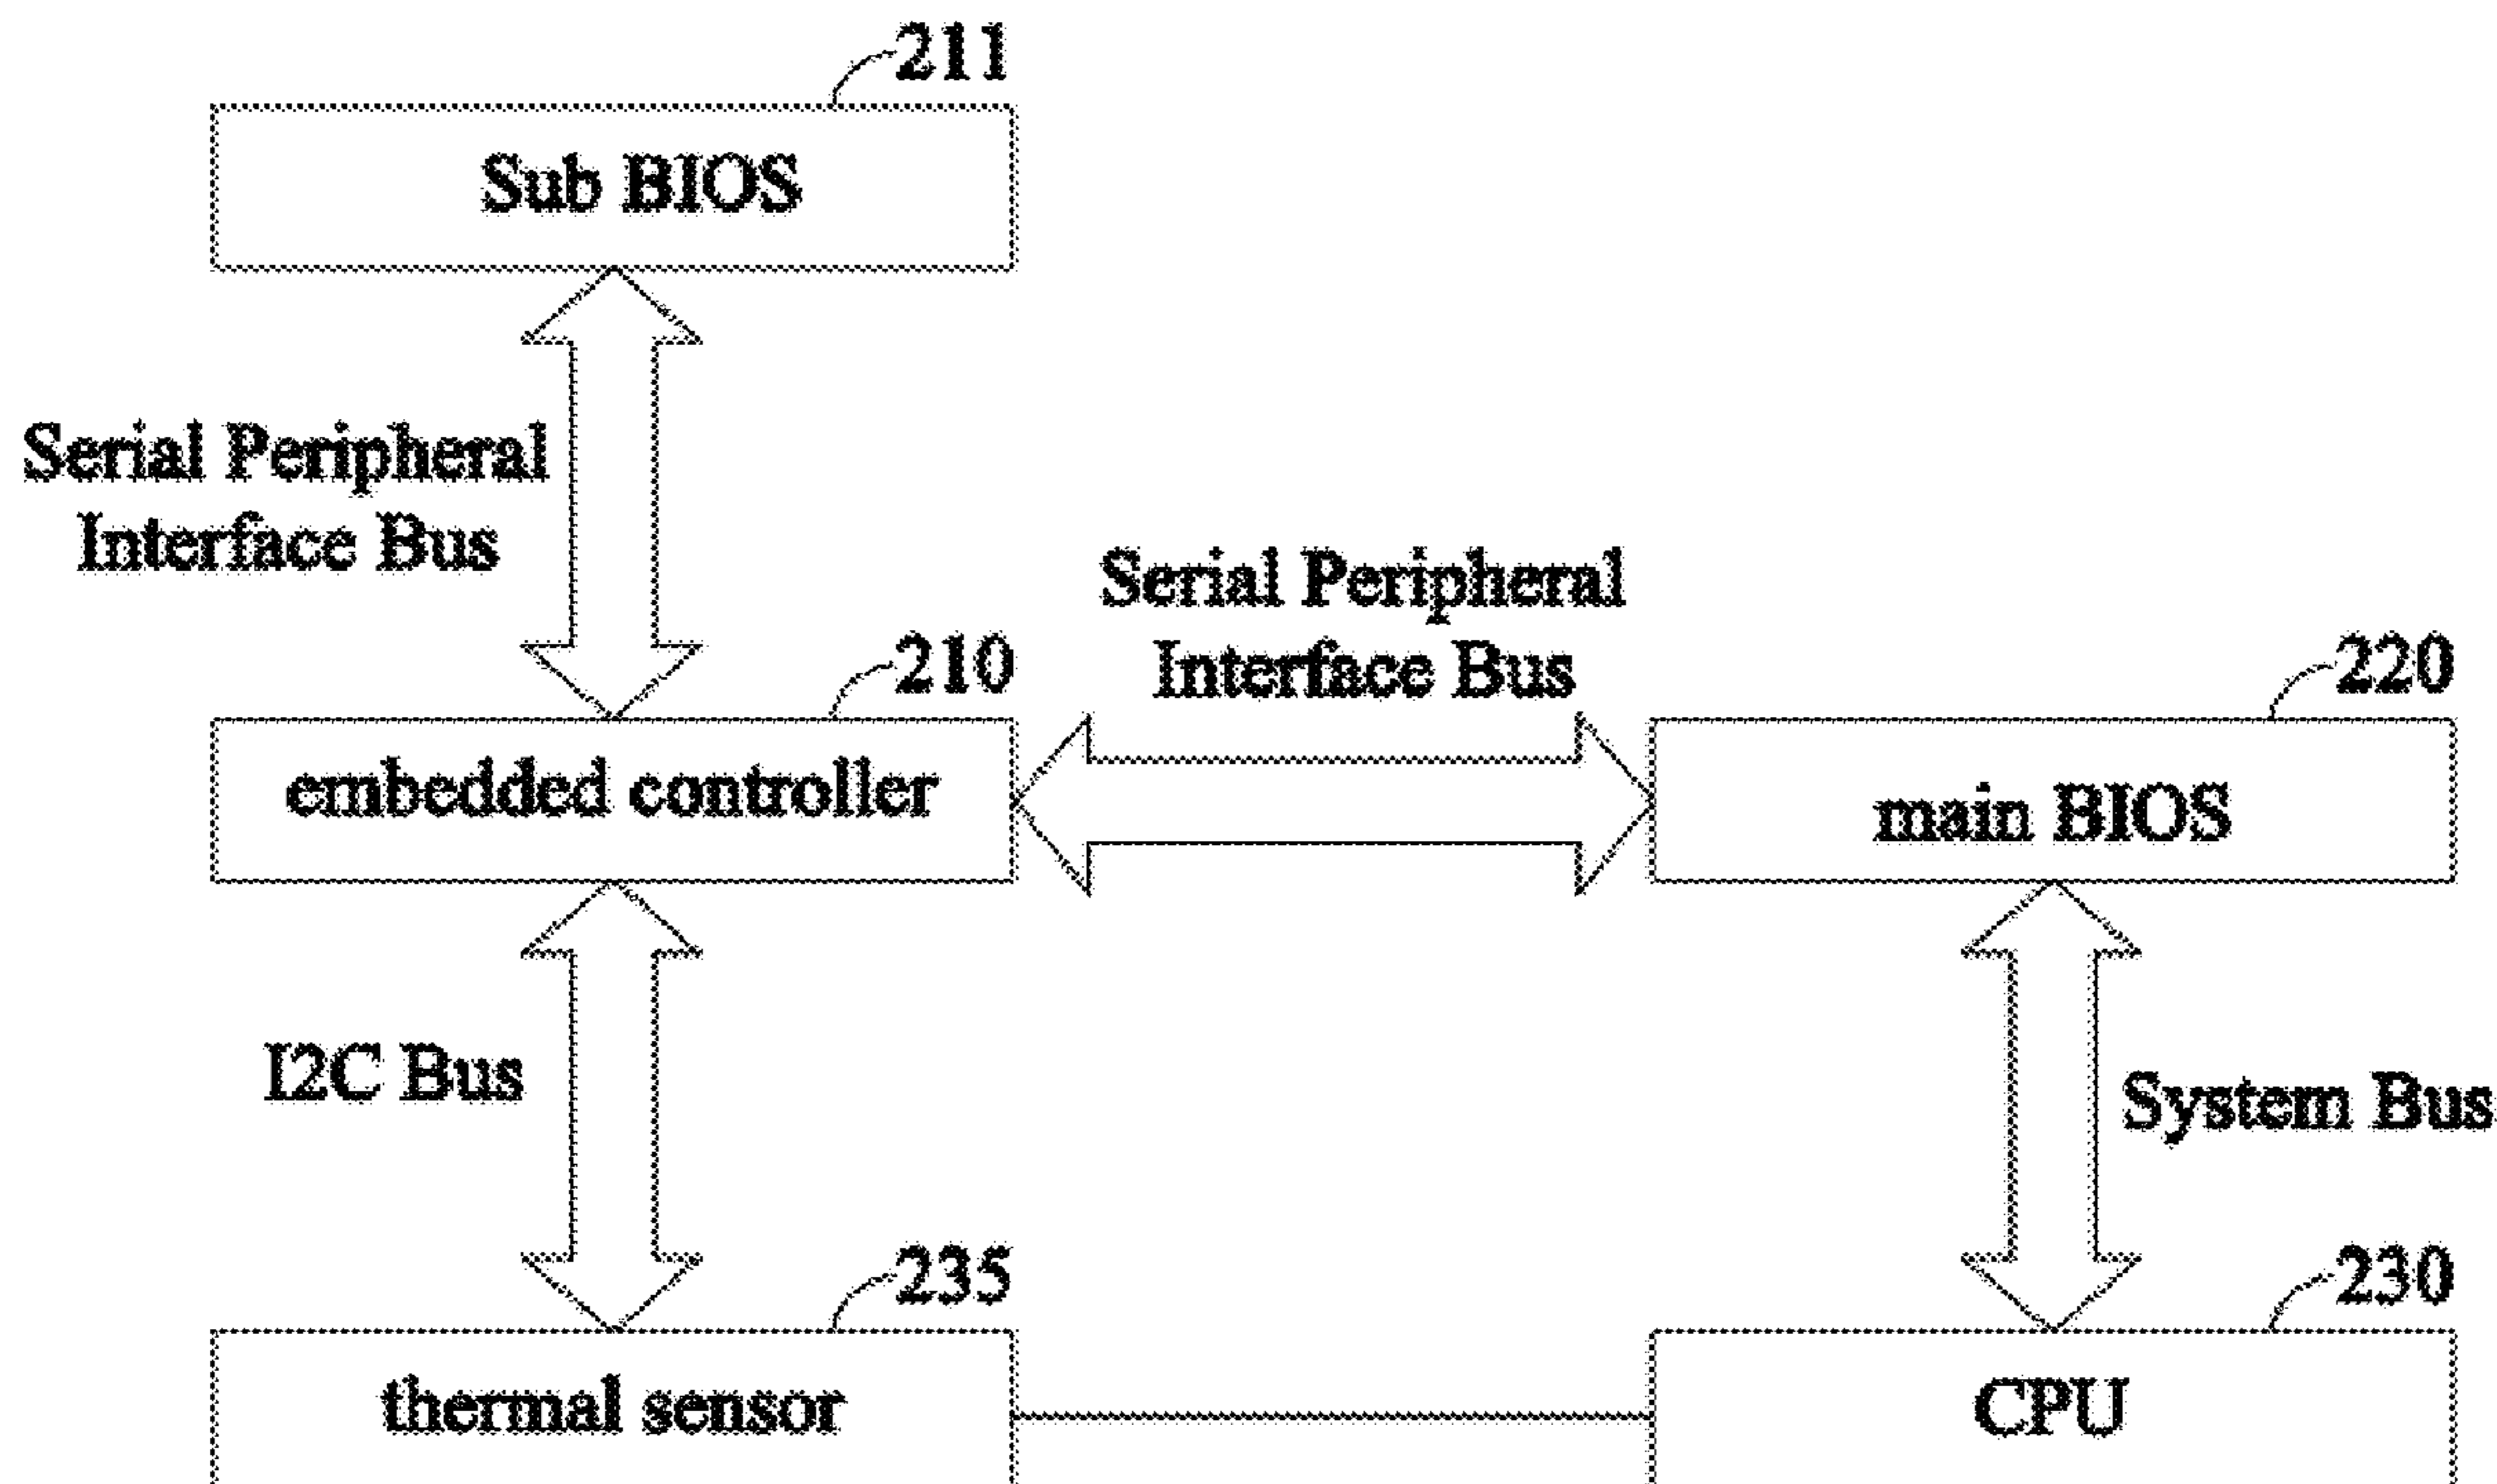 211
Sub BIOS
Serial Peripheral
Interface Bus
Serial Peripheral
Interface Bus
210
220
embedded controller
main BIOS
I2C Bus
System Bus
235
230
thermal sensor
CPU